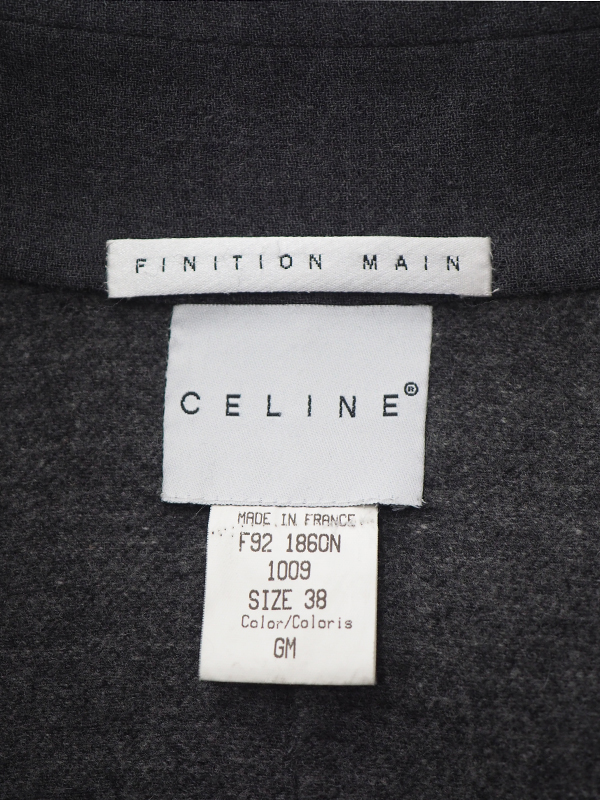 FINITION MAIN
CELINE®
MADE IN FRANCE
F92 1860N
1009
SIZE 38
Color/Coloris
GM